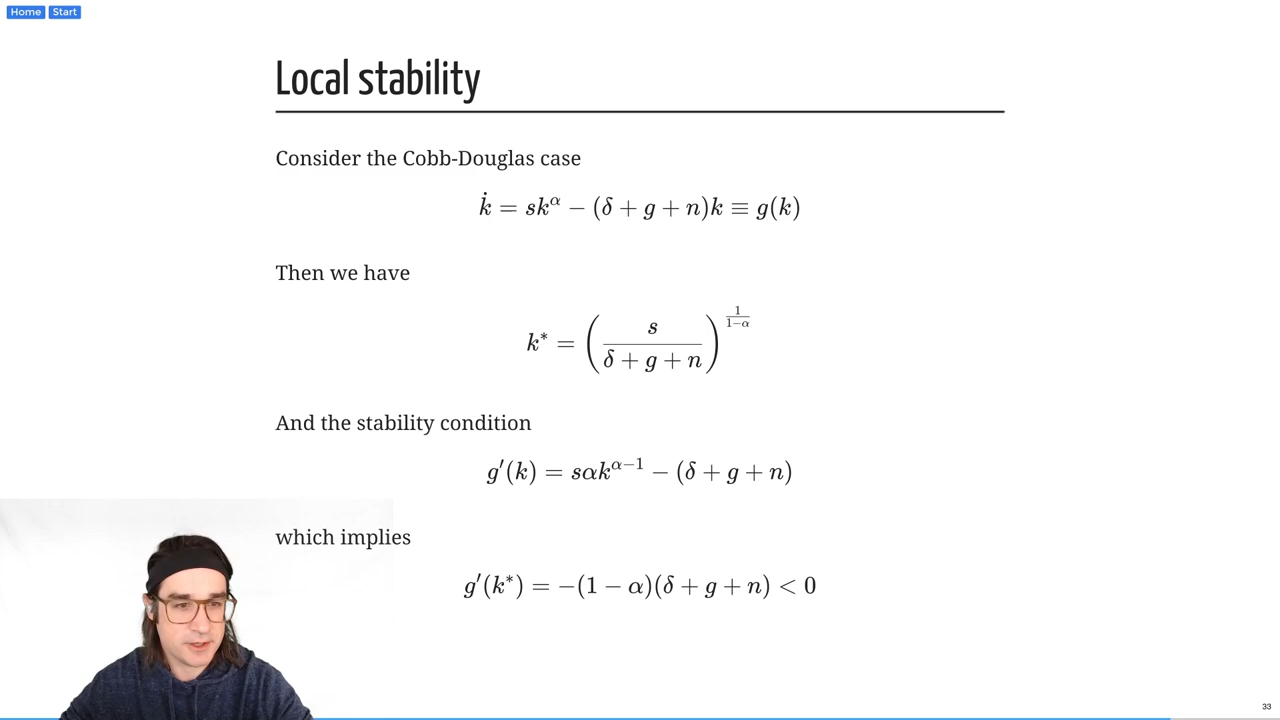 Home Start
Local stability
Consider the Cobb-Douglas case
k̇ = sk^α − (δ + g + n)k ≡ g(k)
Then we have
k* = (s / (δ + g + n))^(1/(1−α))
And the stability condition
g′(k) = sαk^(α−1) − (δ + g + n)
which implies
g′(k*) = −(1 − α)(δ + g + n) < 0
33